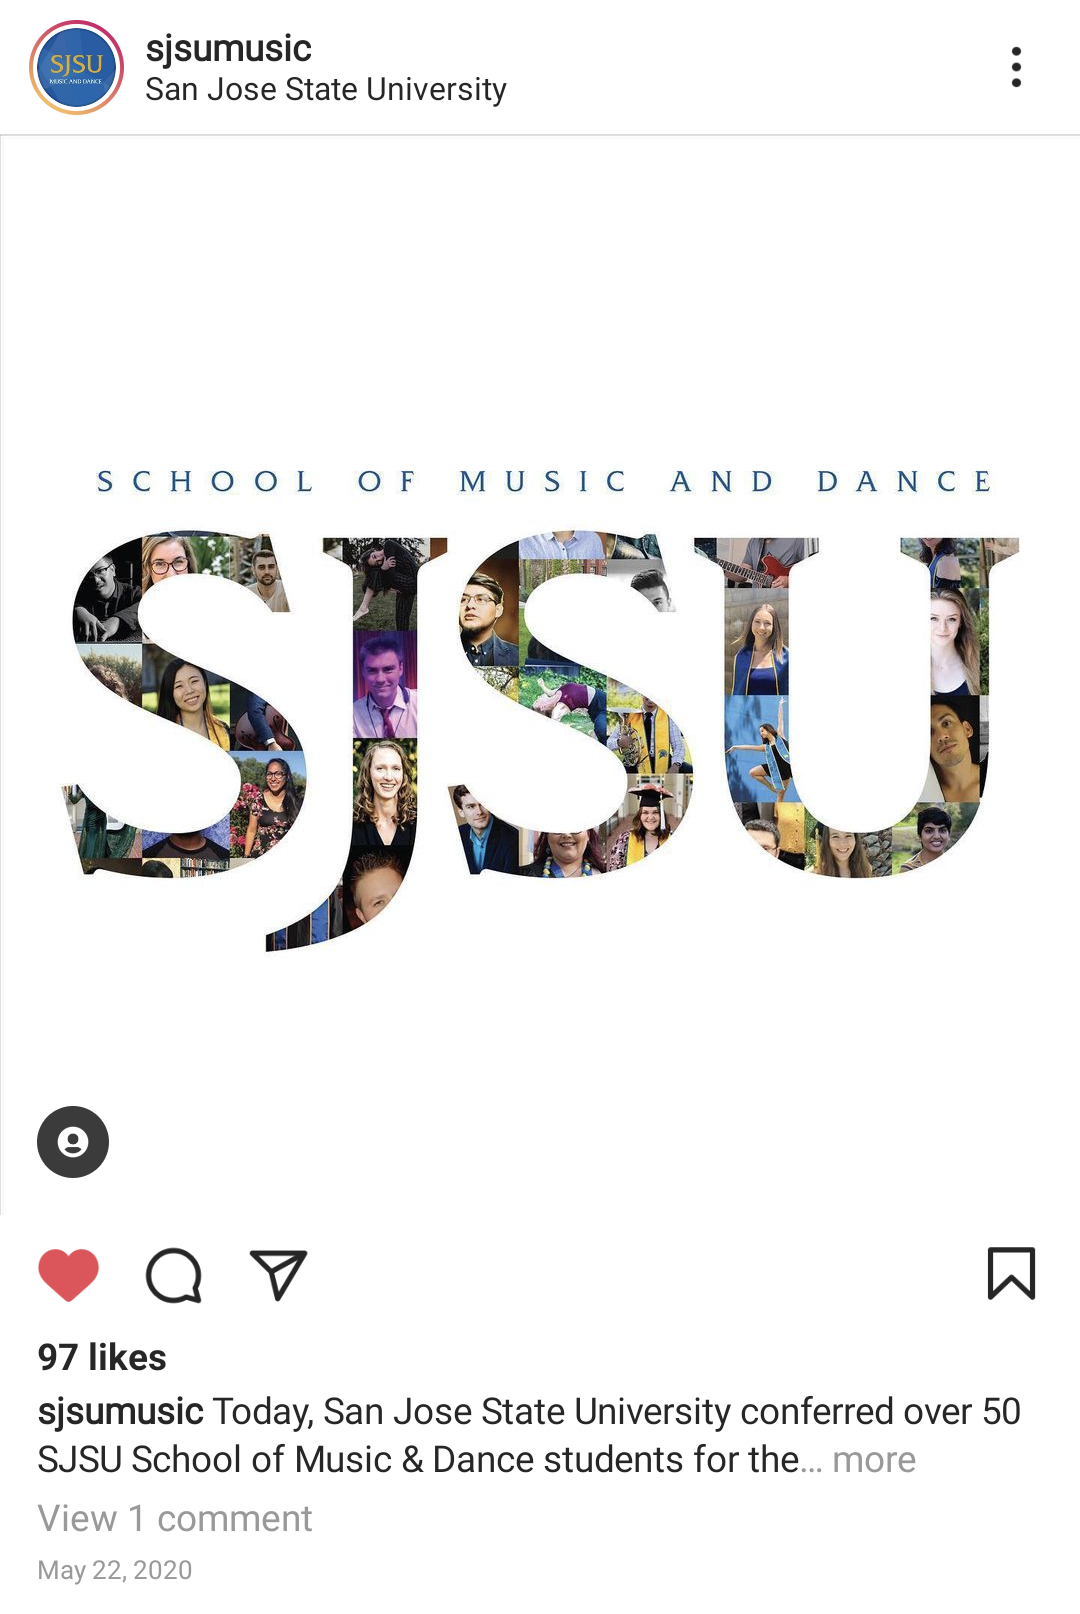 SJSU
MUSIC AND DANCE
sjsumusic
San Jose State University
SCHOOL OF MUSIC AND DANCE
SJSU
97 likes
sjsumusic Today, San Jose State University conferred over 50
SJSU School of Music & Dance students for the... more
View 1 comment
May 22, 2020